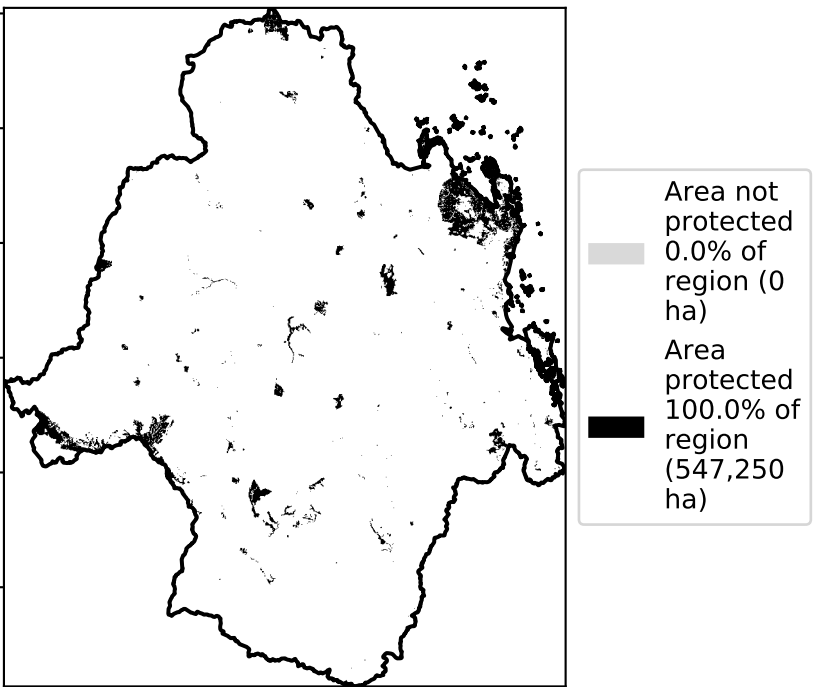 Area not
protected
0.0% of
region (0
ha)
Area
protected
100.0% of
region
(547,250
ha)